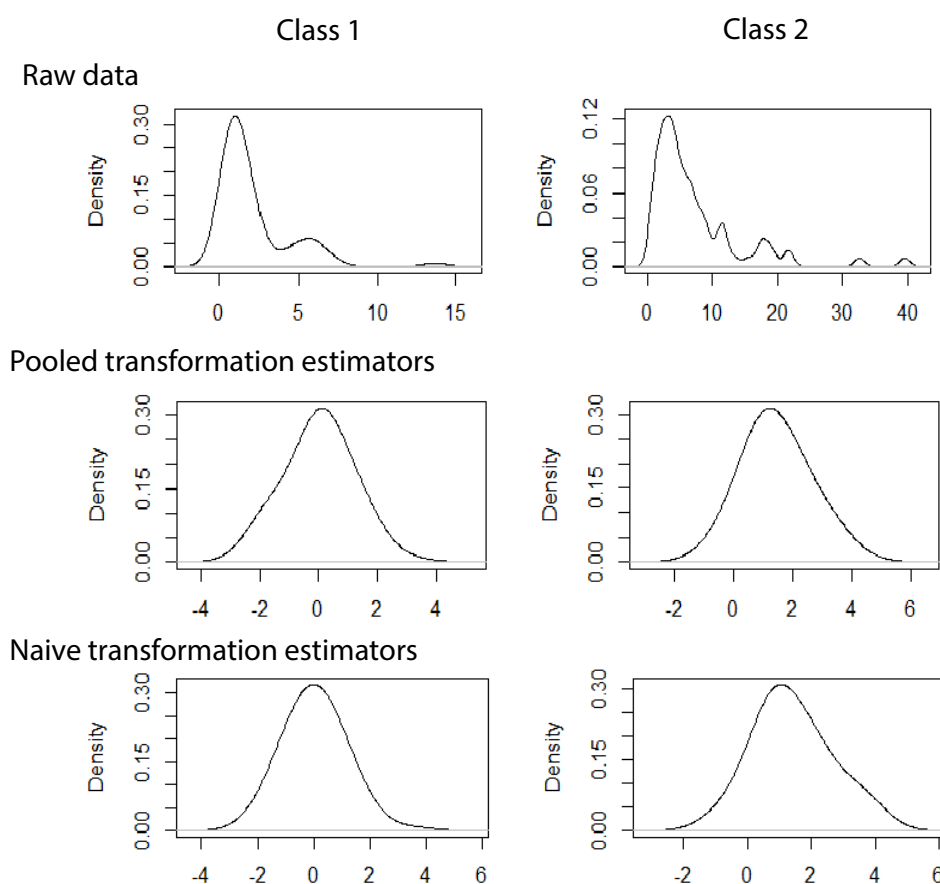 Class 1 Class 2
Raw data
Density 0.00 0.15 0.30
0 5 10 15
Density 0.00 0.06 0.12
0 10 20 30 40
Pooled transformation estimators
Density 0.00 0.15 0.30
-4 -2 0 2 4
Density 0.00 0.15 0.30
-2 0 2 4 6
Naive transformation estimators
Density 0.00 0.15 0.30
-4 -2 0 2 4 6
Density 0.00 0.15 0.30
-2 0 2 4 6